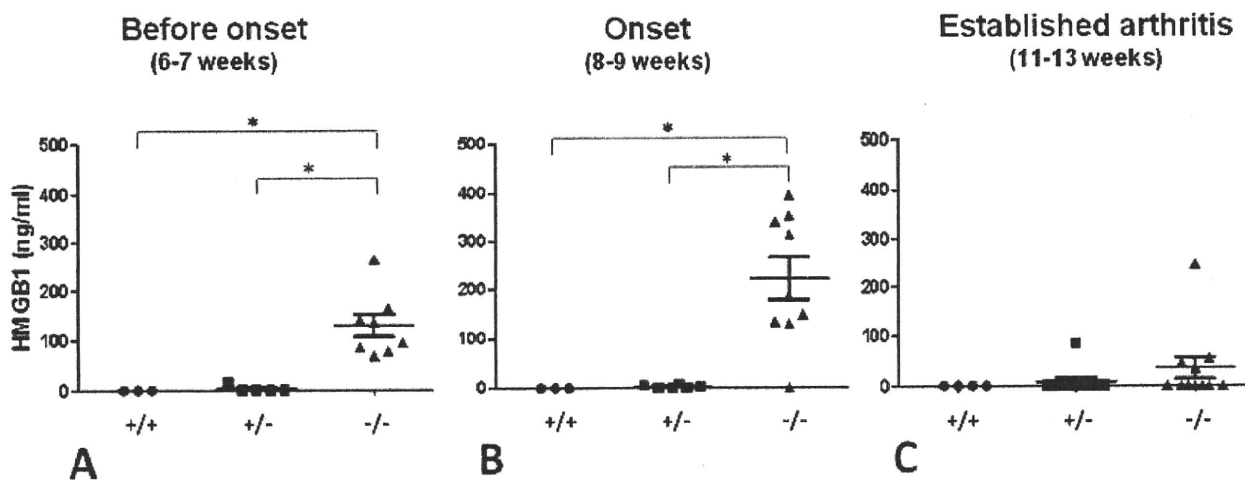 Before onset
(6-7 weeks)
Onset
(8-9 weeks)
Established arthritis
(11-13 weeks)
*
*
HMGB1 (ng/ml)
500
400
300
200
100
0
+/+ +/- -/-
A
*
*
500
400
300
200
100
0
+/+ +/- -/-
B
500
400
300
200
100
0
+/+ +/- -/-
C